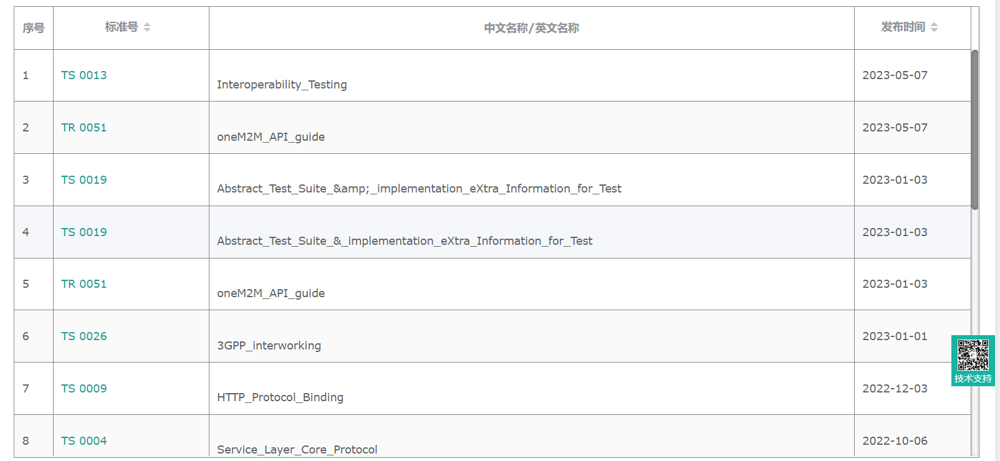 序号 标准号 中文名称/英文名称 发布时间
1 TS 0013 Interoperability_Testing 2023-05-07
2 TR 0051 oneM2M_API_guide 2023-05-07
3 TS 0019 Abstract_Test_Suite_&amp;_implementation_eXtra_Information_for_Test 2023-01-03
4 TS 0019 Abstract_Test_Suite_&_implementation_eXtra_Information_for_Test 2023-01-03
5 TR 0051 oneM2M_API_guide 2023-01-03
6 TS 0026 3GPP_interworking 2023-01-01
7 TS 0009 HTTP_Protocol_Binding 2022-12-03
8 TS 0004 Service_Layer_Core_Protocol 2022-10-06
技术支持